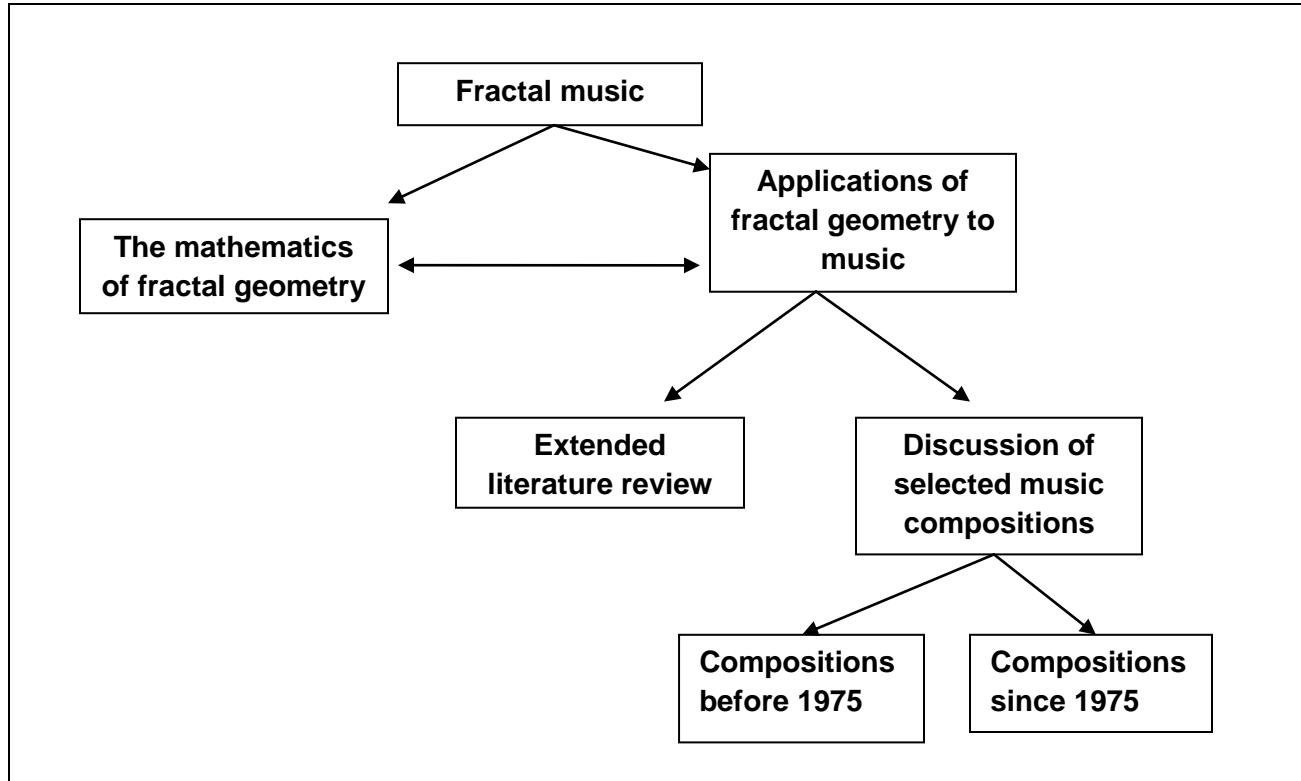 Fractal music
Applications of
fractal geometry to
music
The mathematics
of fractal geometry
Extended
literature review
Discussion of
selected music
compositions
Compositions
before 1975
Compositions
since 1975